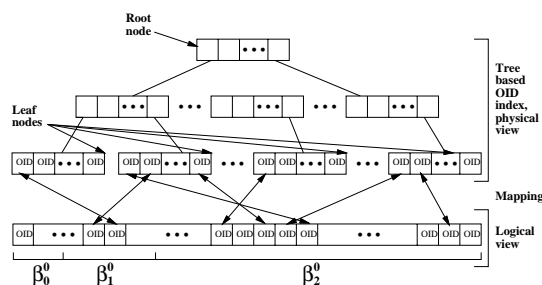 Root
node
Tree
based
OID
index,
physical
view
Leaf
nodes
OID OID OID OID OID OID OID OID OID OID OID OID
Mapping
OID OID OID OID OID OID OID OID OID OID OID
Logical
view
β₀⁰ β₁⁰ β₂⁰